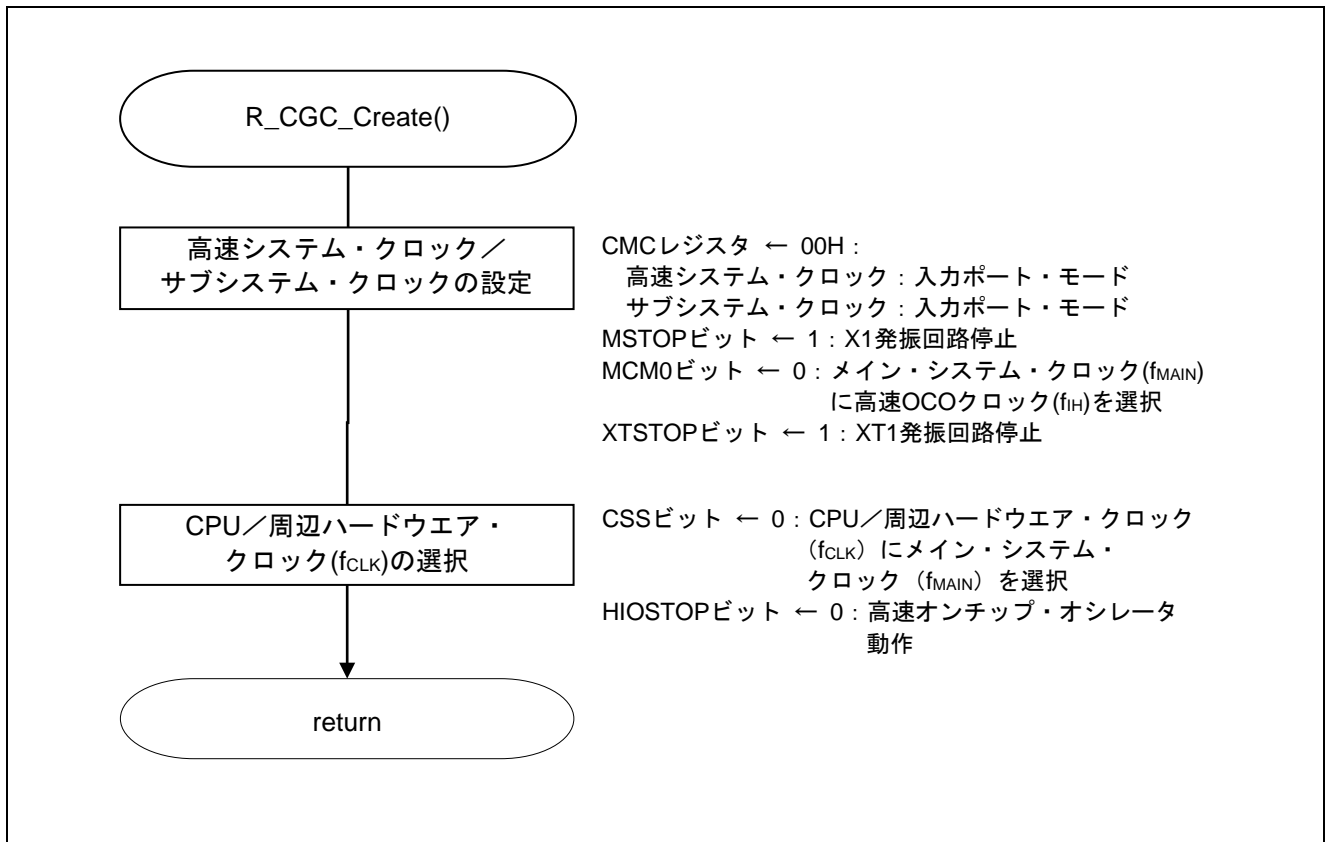 R_CGC_Create()
高速システム・クロック／
サブシステム・クロックの設定
CMCレジスタ ← 00H：
高速システム・クロック：入力ポート・モード
サブシステム・クロック：入力ポート・モード
MSTOPビット ← 1：X1発振回路停止
MCM0ビット ← 0：メイン・システム・クロック(fMAIN)
に高速OCOクロック(fIH)を選択
XTSTOPビット ← 1：XT1発振回路停止
CPU／周辺ハードウエア・
クロック(fCLK)の選択
CSSビット ← 0：CPU／周辺ハードウエア・クロック
（fCLK）にメイン・システム・
クロック（fMAIN）を選択
HIOSTOPビット ← 0：高速オンチップ・オシレータ
動作
return